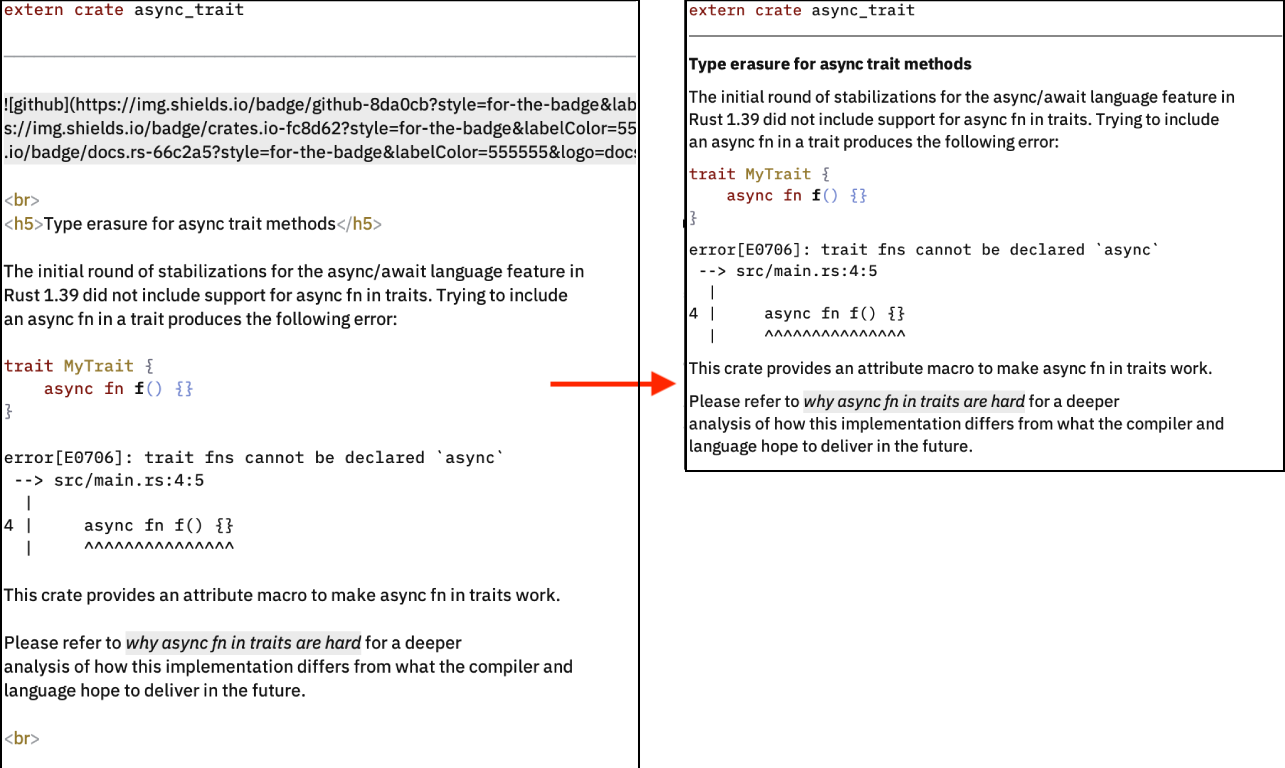 extern crate async_trait
![github](https://img.shields.io/badge/github-8da0cb?style=for-the-badge&lab
s://img.shields.io/badge/crates.io-fc8d62?style=for-the-badge&labelColor=55
.io/badge/docs.rs-66c2a5?style=for-the-badge&labelColor=555555&logo=docs
<br>
<h5>Type erasure for async trait methods</h5>
The initial round of stabilizations for the async/await language feature in
Rust 1.39 did not include support for async fn in traits. Trying to include
an async fn in a trait produces the following error:
trait MyTrait {
    async fn f() {}
}
error[E0706]: trait fns cannot be declared `async`
 --> src/main.rs:4:5
  |
4 |     async fn f() {}
  |     ^^^^^^^^^^^^^^^
This crate provides an attribute macro to make async fn in traits work.
Please refer to why async fn in traits are hard for a deeper
analysis of how this implementation differs from what the compiler and
language hope to deliver in the future.
<br>
extern crate async_trait
Type erasure for async trait methods
The initial round of stabilizations for the async/await language feature in
Rust 1.39 did not include support for async fn in traits. Trying to include
an async fn in a trait produces the following error:
trait MyTrait {
    async fn f() {}
}
error[E0706]: trait fns cannot be declared `async`
 --> src/main.rs:4:5
  |
4 |     async fn f() {}
  |     ^^^^^^^^^^^^^^^
This crate provides an attribute macro to make async fn in traits work.
Please refer to why async fn in traits are hard for a deeper
analysis of how this implementation differs from what the compiler and
language hope to deliver in the future.